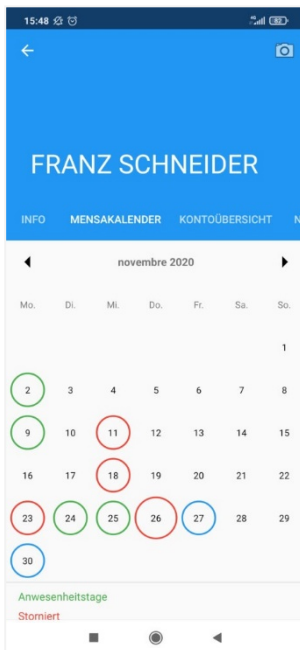 15:48 82
FRANZ SCHNEIDER
INFO MENSAKALENDER KONTOÜBERSICHT N
novembre 2020
Mo. Di. Mi. Do. Fr. Sa. So.
1
2 3 4 5 6 7 8
9 10 11 12 13 14 15
16 17 18 19 20 21 22
23 24 25 26 27 28 29
30
Anwesenheitstage
Storniert